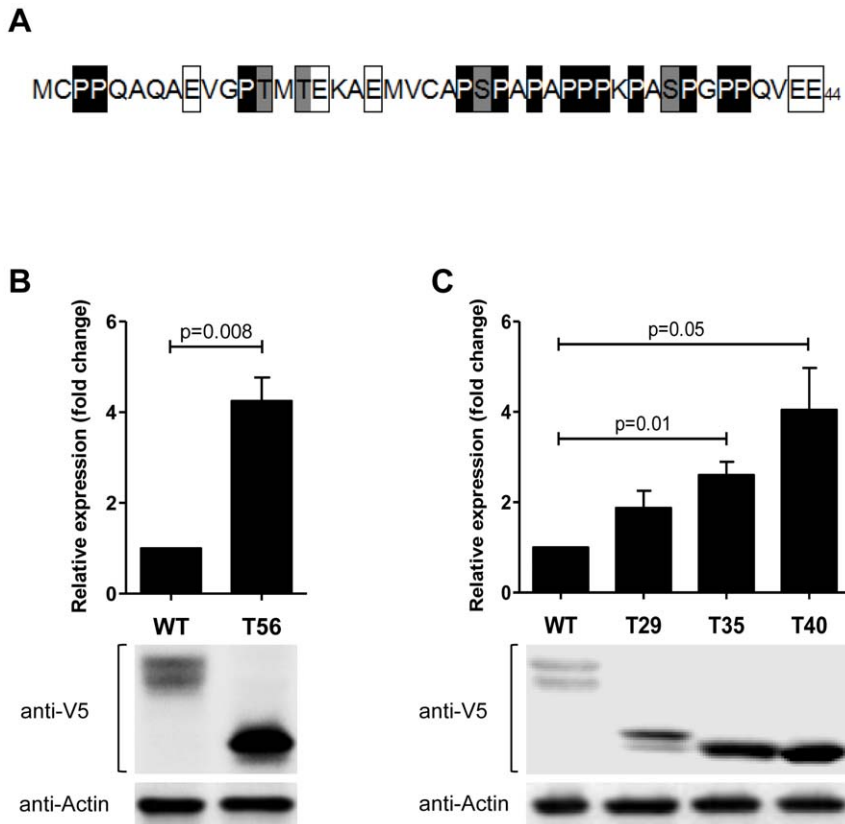 A
MCPPQAQAEVGPTMTEKAEMVCAPSPAPAPPPKPASPGPPQVEE44
B
Relative expression (fold change)
6
4
2
0
p=0.008
WT T56
anti-V5
anti-Actin
C
Relative expression (fold change)
6
4
2
0
p=0.05
p=0.01
WT T29 T35 T40
anti-V5
anti-Actin